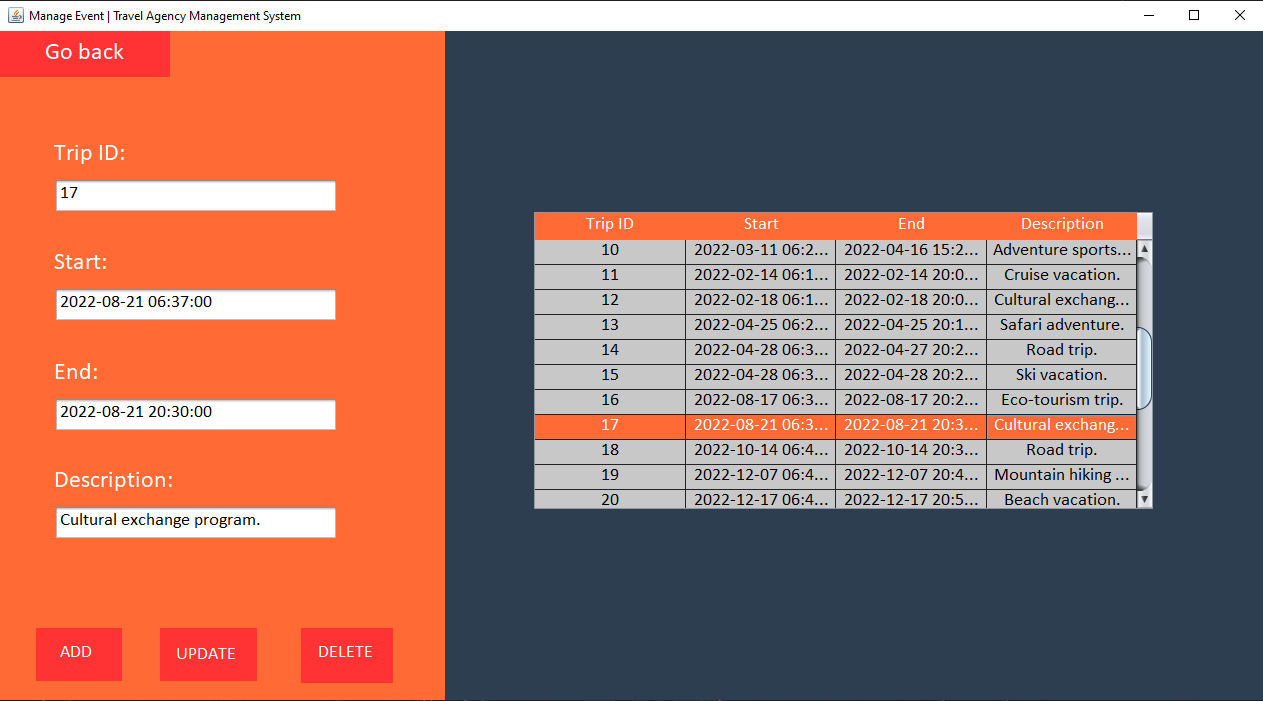 Manage Event | Travel Agency Management System
Go back
Trip ID:
17
Start:
2022-08-21 06:37:00
End:
2022-08-21 20:30:00
Description:
Cultural exchange program.
ADD UPDATE DELETE
Trip ID Start End Description
10 2022-03-11 06:2... 2022-04-16 15:2... Adventure sports...
11 2022-02-14 06:1... 2022-02-14 20:0... Cruise vacation.
12 2022-02-18 06:1... 2022-02-18 20:0... Cultural exchang...
13 2022-04-25 06:2... 2022-04-25 20:1... Safari adventure.
14 2022-04-28 06:3... 2022-04-27 20:2... Road trip.
15 2022-04-28 06:3... 2022-04-28 20:2... Ski vacation.
16 2022-08-17 06:3... 2022-08-17 20:2... Eco-tourism trip.
17 2022-08-21 06:3... 2022-08-21 20:3... Cultural exchang...
18 2022-10-14 06:4... 2022-10-14 20:3... Road trip.
19 2022-12-07 06:4... 2022-12-07 20:4... Mountain hiking ...
20 2022-12-17 06:4... 2022-12-17 20:5... Beach vacation.